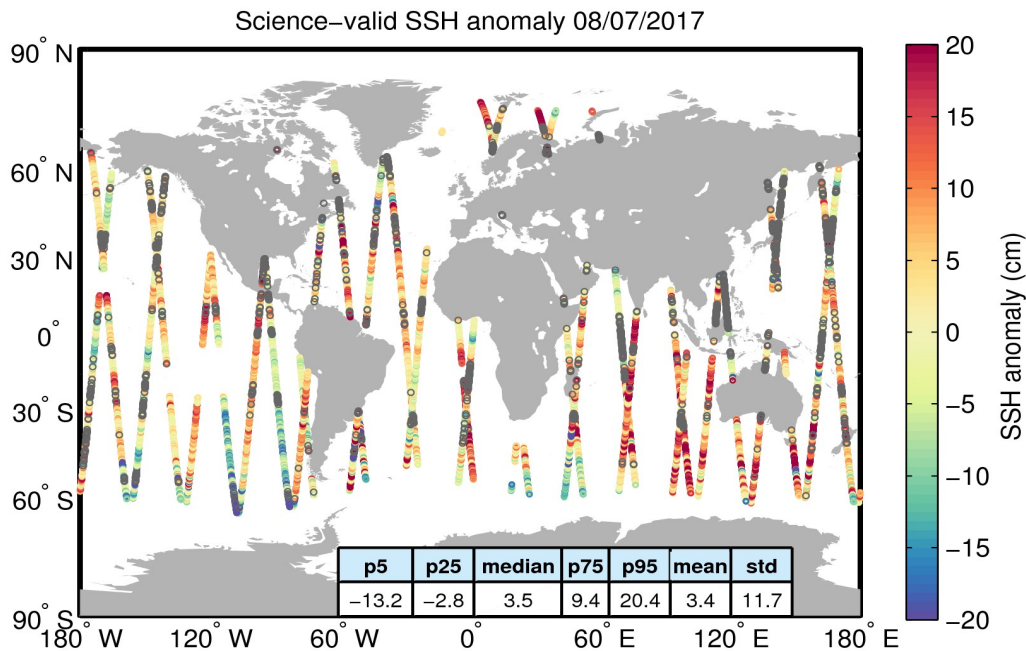 Science−valid SSH anomaly 08/07/2017
90° N
60° N
30° N
0°
30° S
60° S
90° S
180° W
120° W
60° W
0°
60° E
120° E
180° E
p5 p25 median p75 p95 mean std
−13.2 −2.8 3.5 9.4 20.4 3.4 11.7
20
15
10
5
0
−5
−10
−15
−20
SSH anomaly (cm)